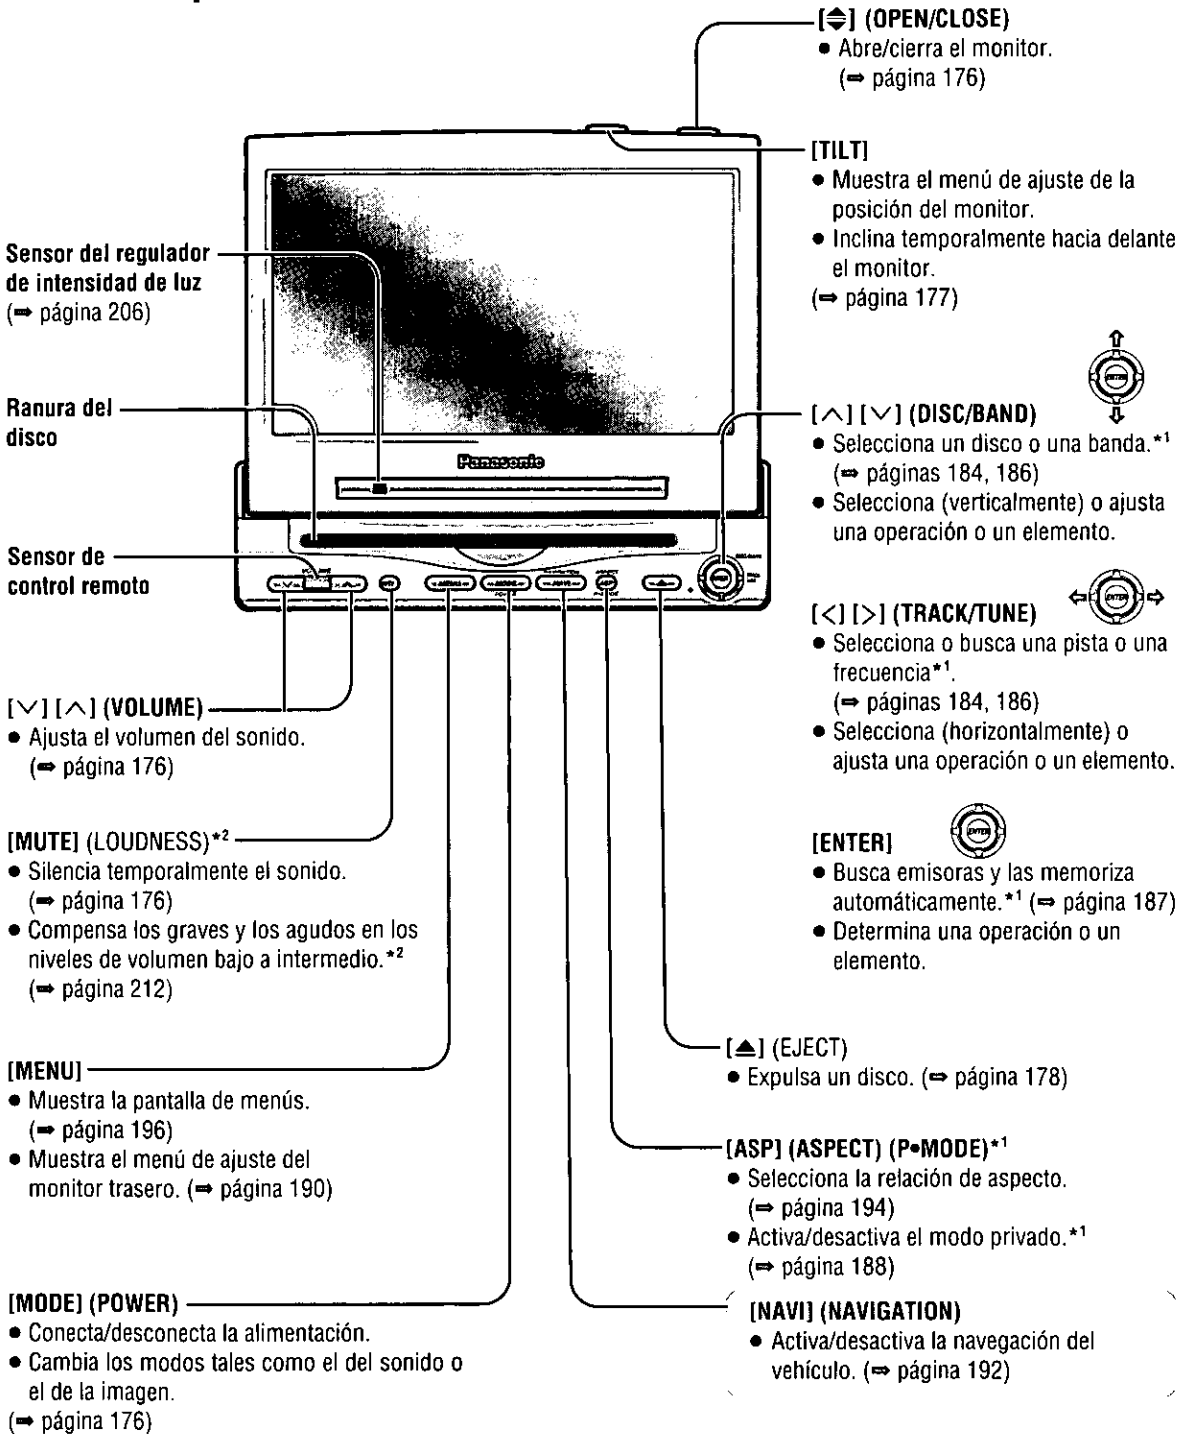 [⏏] (OPEN/CLOSE)
● Abre/cierra el monitor.
(➡ página 176)
[TILT]
● Muestra el menú de ajuste de la
posición del monitor.
● Inclina temporalmente hacia delante
el monitor.
(➡ página 177)
Sensor del regulador
de intensidad de luz
(➡ página 206)
Ranura del
disco
Sensor de
control remoto
Panasonic
MENU
MODE
NAVI
ASP
ENTER
ENTER
[∧] [∨] (DISC/BAND)
● Selecciona un disco o una banda.*1
(➡ páginas 184, 186)
● Selecciona (verticalmente) o ajusta
una operación o un elemento.
ENTER
[<] [>] (TRACK/TUNE)
● Selecciona o busca una pista o una
frecuencia*1.
(➡ páginas 184, 186)
● Selecciona (horizontalmente) o
ajusta una operación o un elemento.
ENTER
[ENTER]
● Busca emisoras y las memoriza
automáticamente.*1 (➡ página 187)
● Determina una operación o un
elemento.
[∨] [∧] (VOLUME)
● Ajusta el volumen del sonido.
(➡ página 176)
[MUTE] (LOUDNESS)*2
● Silencia temporalmente el sonido.
(➡ página 176)
● Compensa los graves y los agudos en los
niveles de volumen bajo a intermedio.*2
(➡ página 212)
[MENU]
● Muestra la pantalla de menús.
(➡ página 196)
● Muestra el menú de ajuste del
monitor trasero. (➡ página 190)
[MODE] (POWER)
● Conecta/desconecta la alimentación.
● Cambia los modos tales como el del sonido o
el de la imagen.
(➡ página 176)
[⏏] (EJECT)
● Expulsa un disco. (➡ página 178)
[ASP] (ASPECT) (P•MODE)*1
● Selecciona la relación de aspecto.
(➡ página 194)
● Activa/desactiva el modo privado.*1
(➡ página 188)
[NAVI] (NAVIGATION)
● Activa/desactiva la navegación del
vehículo. (➡ página 192)